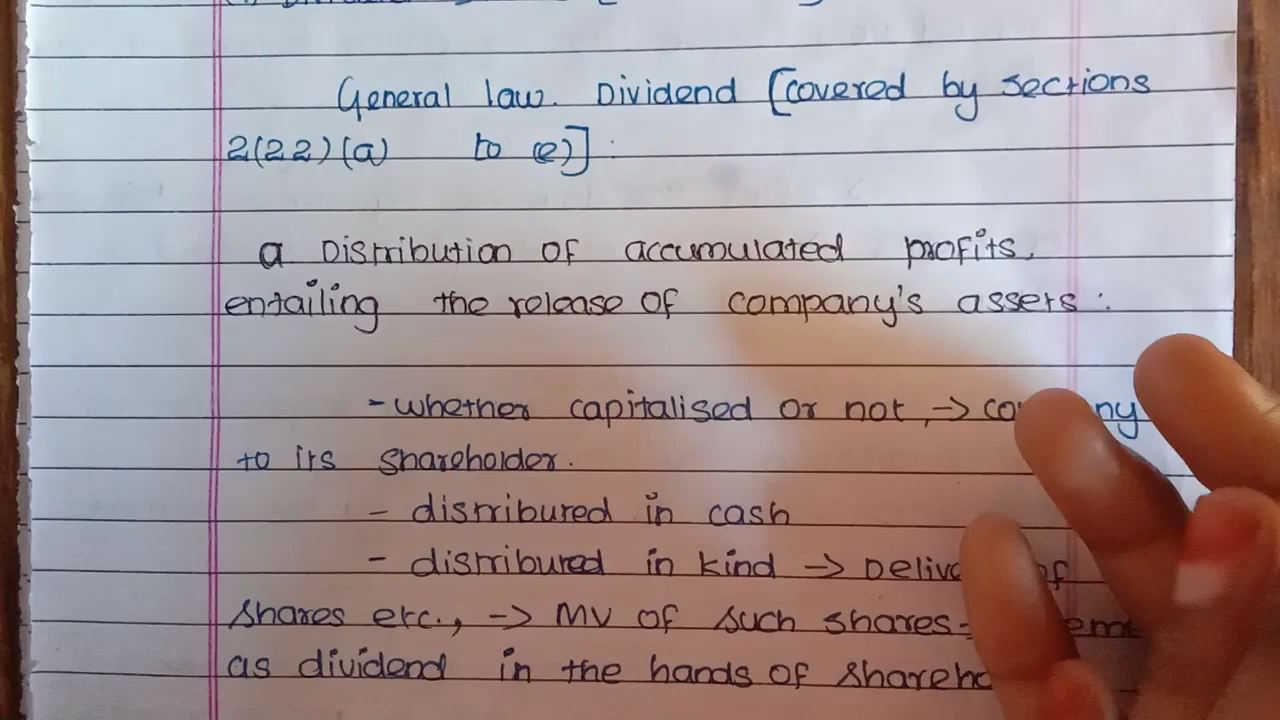 General law. Dividend [covered by sections
2(22)(a) to (e)]:
a Distribution of accumulated profits,
entailing the release of company's assets :
- whether capitalised or not, ->
to its shareholder.
- distributed in cash
- distributed in kind ->
shares etc., -> MV of such shares
as dividend in the hands of